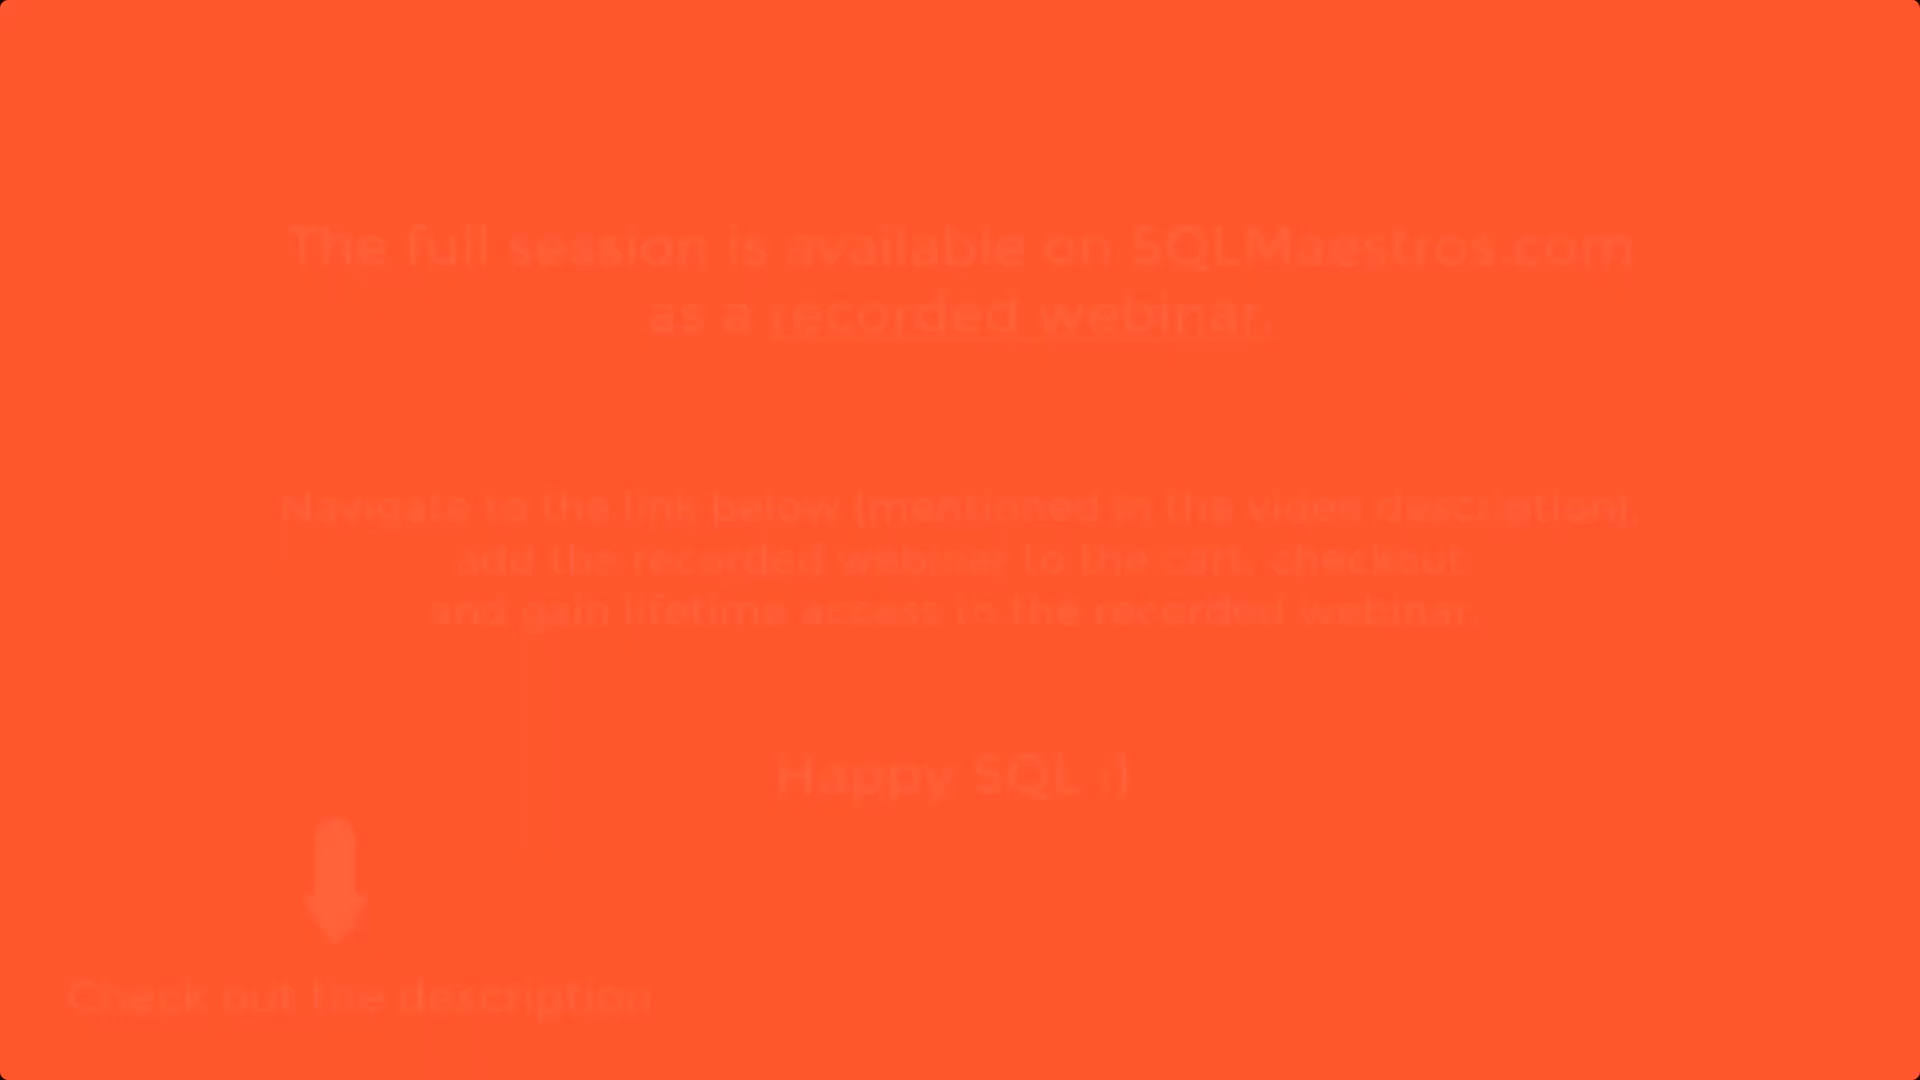 The full session is available on SQLMaestros.com
as a recorded webinar.
Navigate to the link below (mentioned in the video description),
add the recorded webinar to the cart, checkout
and gain lifetime access to the recorded webinar.
Happy SQL :)
Check out the description